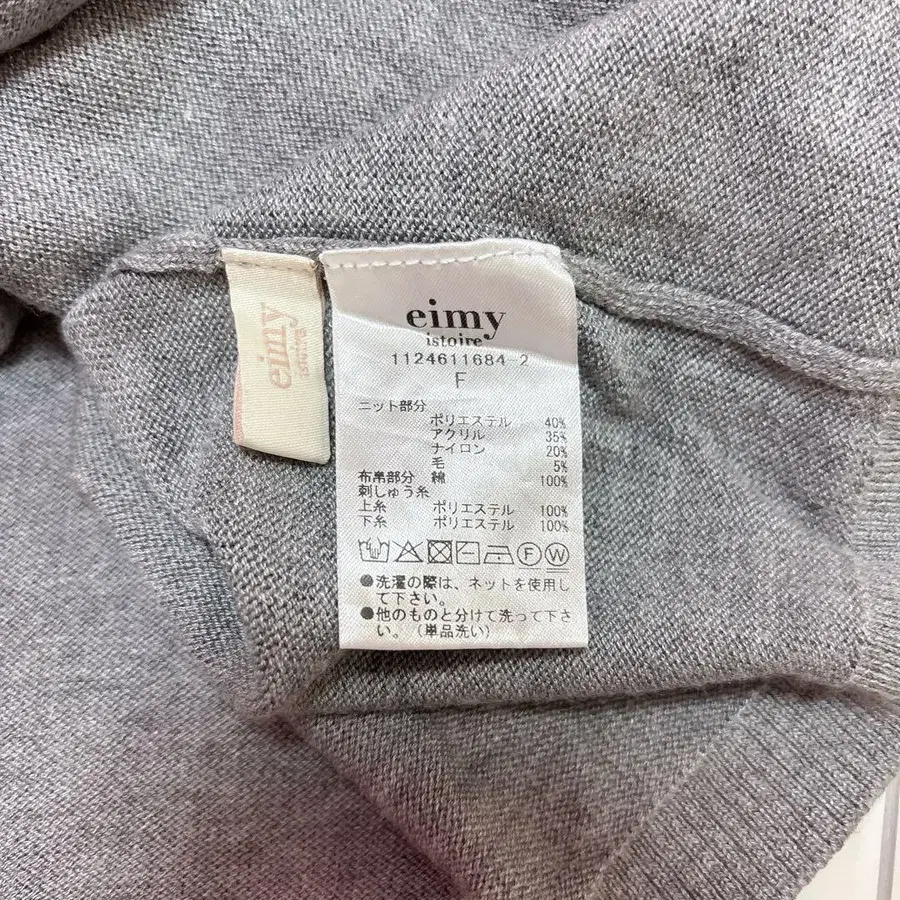 eimy
istoire
eimy
istoire
1124611684-2
F
ニット部分
ポリエステル 40%
アクリル 35%
ナイロン 20%
毛 5%
布帛部分 綿 100%
刺しゅう糸
上糸 ポリエステル 100%
下糸 ポリエステル 100%
F W
●洗濯の際は、ネットを使用し
て下さい。
●他のものと分けて洗って下さ
い。（単品洗い）